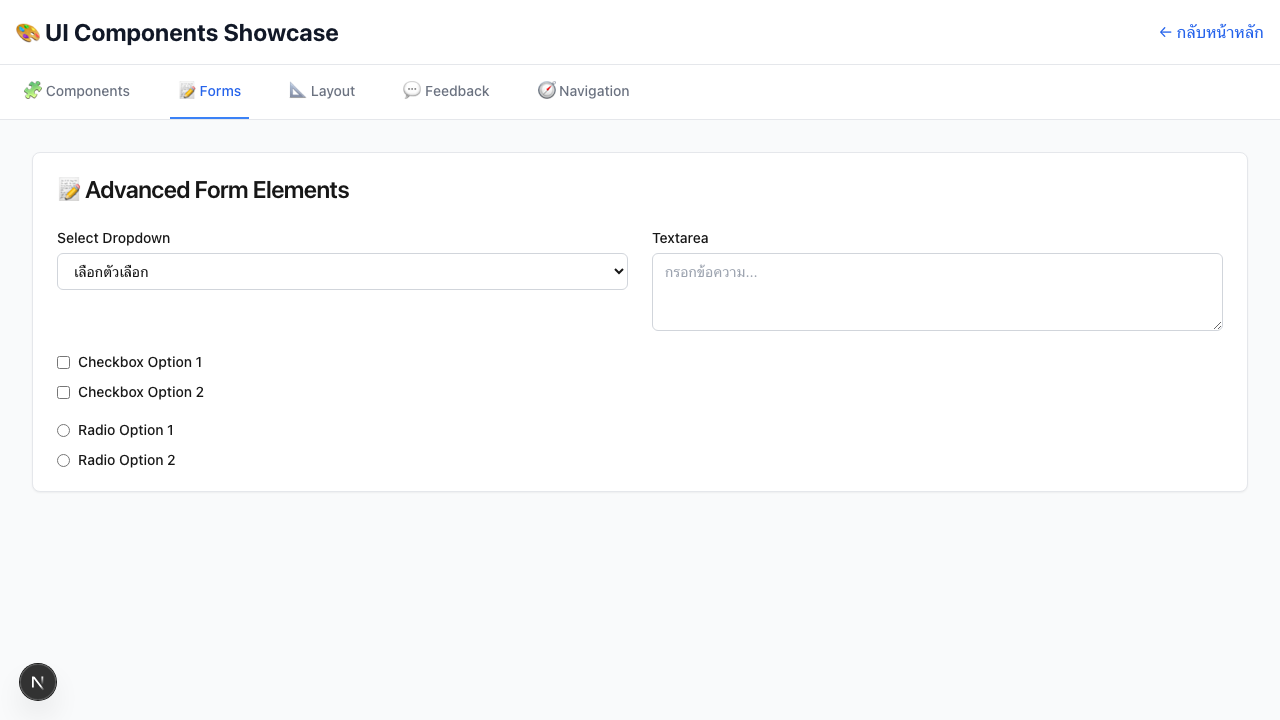 🎨 UI Components Showcase
← กลับหน้าหลัก
🧩 Components
📝 Forms
📐 Layout
💬 Feedback
🧭 Navigation
📝 Advanced Form Elements
Select Dropdown
Textarea
เลือกตัวเลือก
กรอกข้อความ...
Checkbox Option 1
Checkbox Option 2
Radio Option 1
Radio Option 2
N